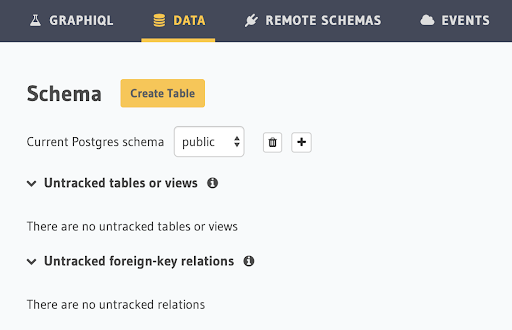 GRAPHIQL DATA REMOTE SCHEMAS EVENTS
Schema Create Table
Current Postgres schema public
Untracked tables or views
There are no untracked tables or views
Untracked foreign-key relations
There are no untracked relations